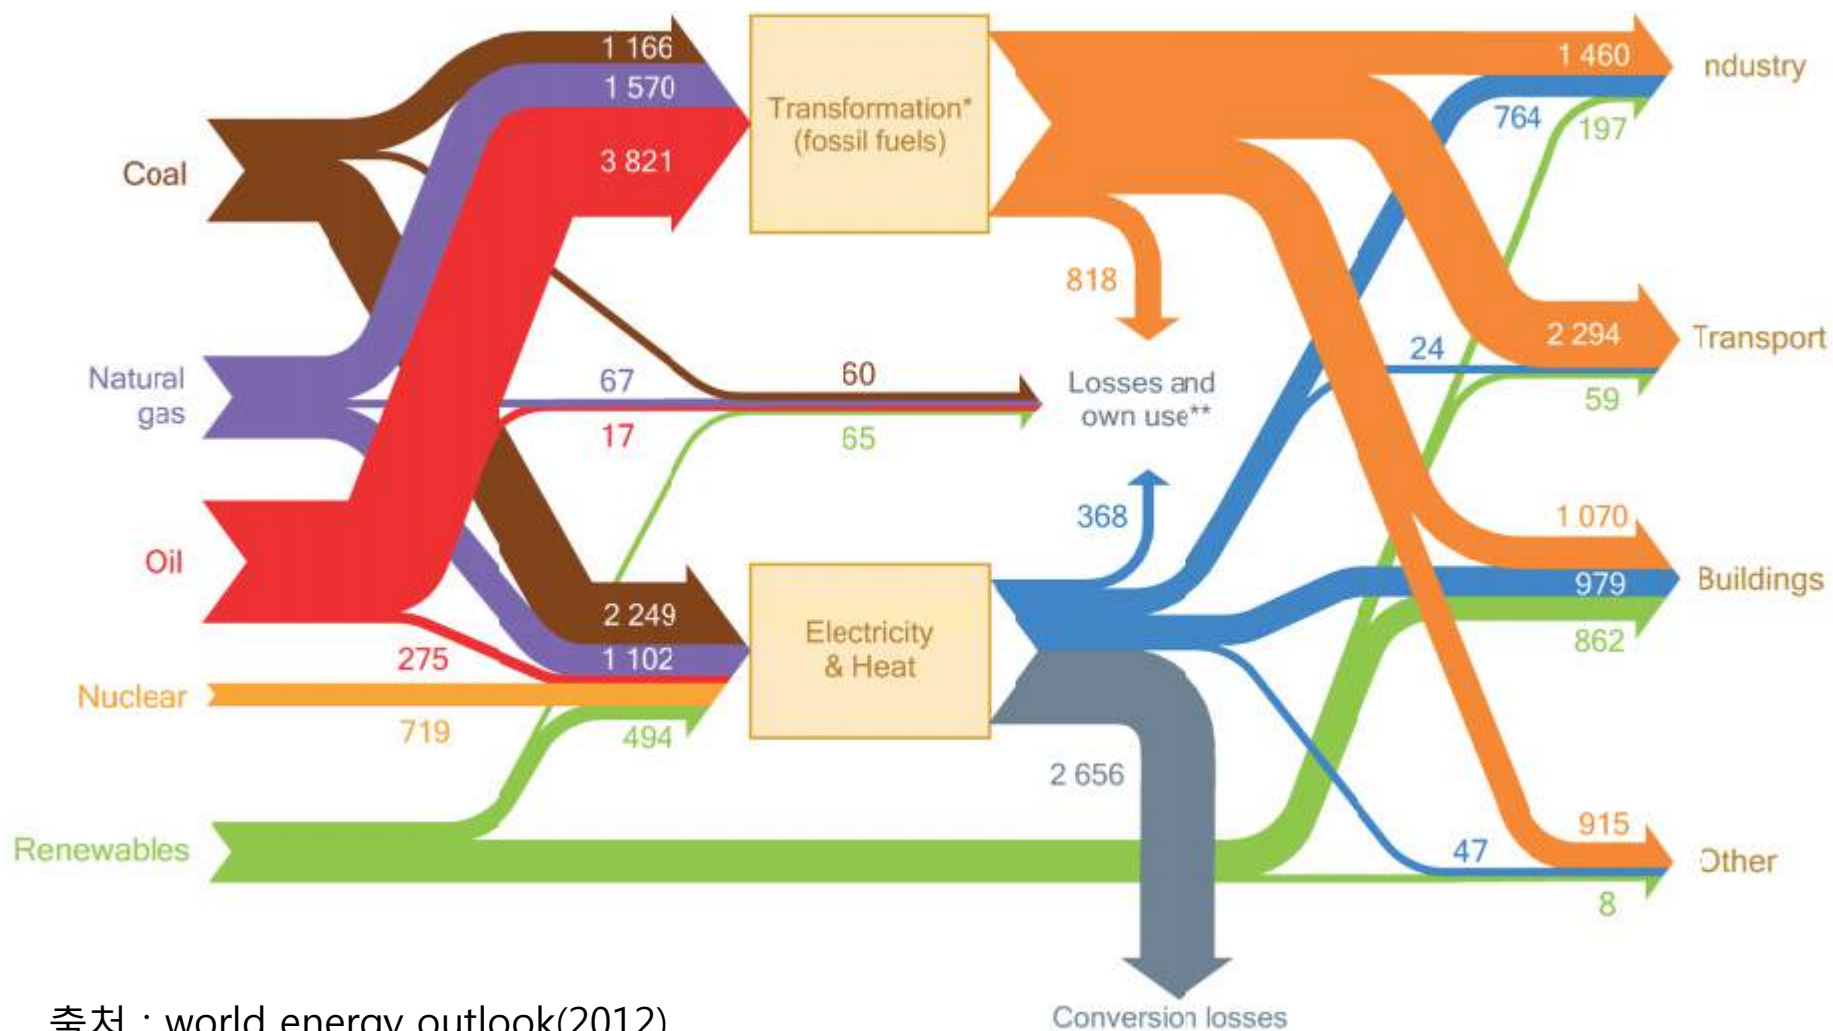 1 166
1 570
3 821
Coal
Transformation*
(fossil fuels)
1 460
ndustry
764
197
818
2 294
Transport
24
59
Natural
gas
67
60
17
65
Losses and
own use**
368
1 070
979
Buildings
862
Oil
275
2 249
1 102
Electricity
& Heat
Nuclear
719
494
2 656
Renewables
915
47
Other
8
Conversion losses
출처 : world energy outlook(2012)